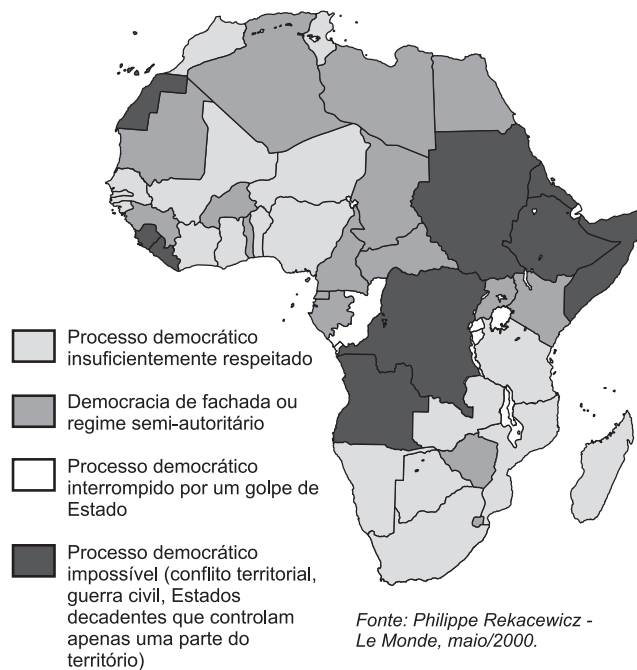 Processo democrático
insuficientemente respeitado
Democracia de fachada ou
regime semi-autoritário
Processo democrático
interrompido por um golpe de
Estado
Processo democrático
impossível (conflito territorial,
guerra civil, Estados
decadentes que controlam
apenas uma parte do
território)
Fonte: Philippe Rekacewicz -
Le Monde, maio/2000.